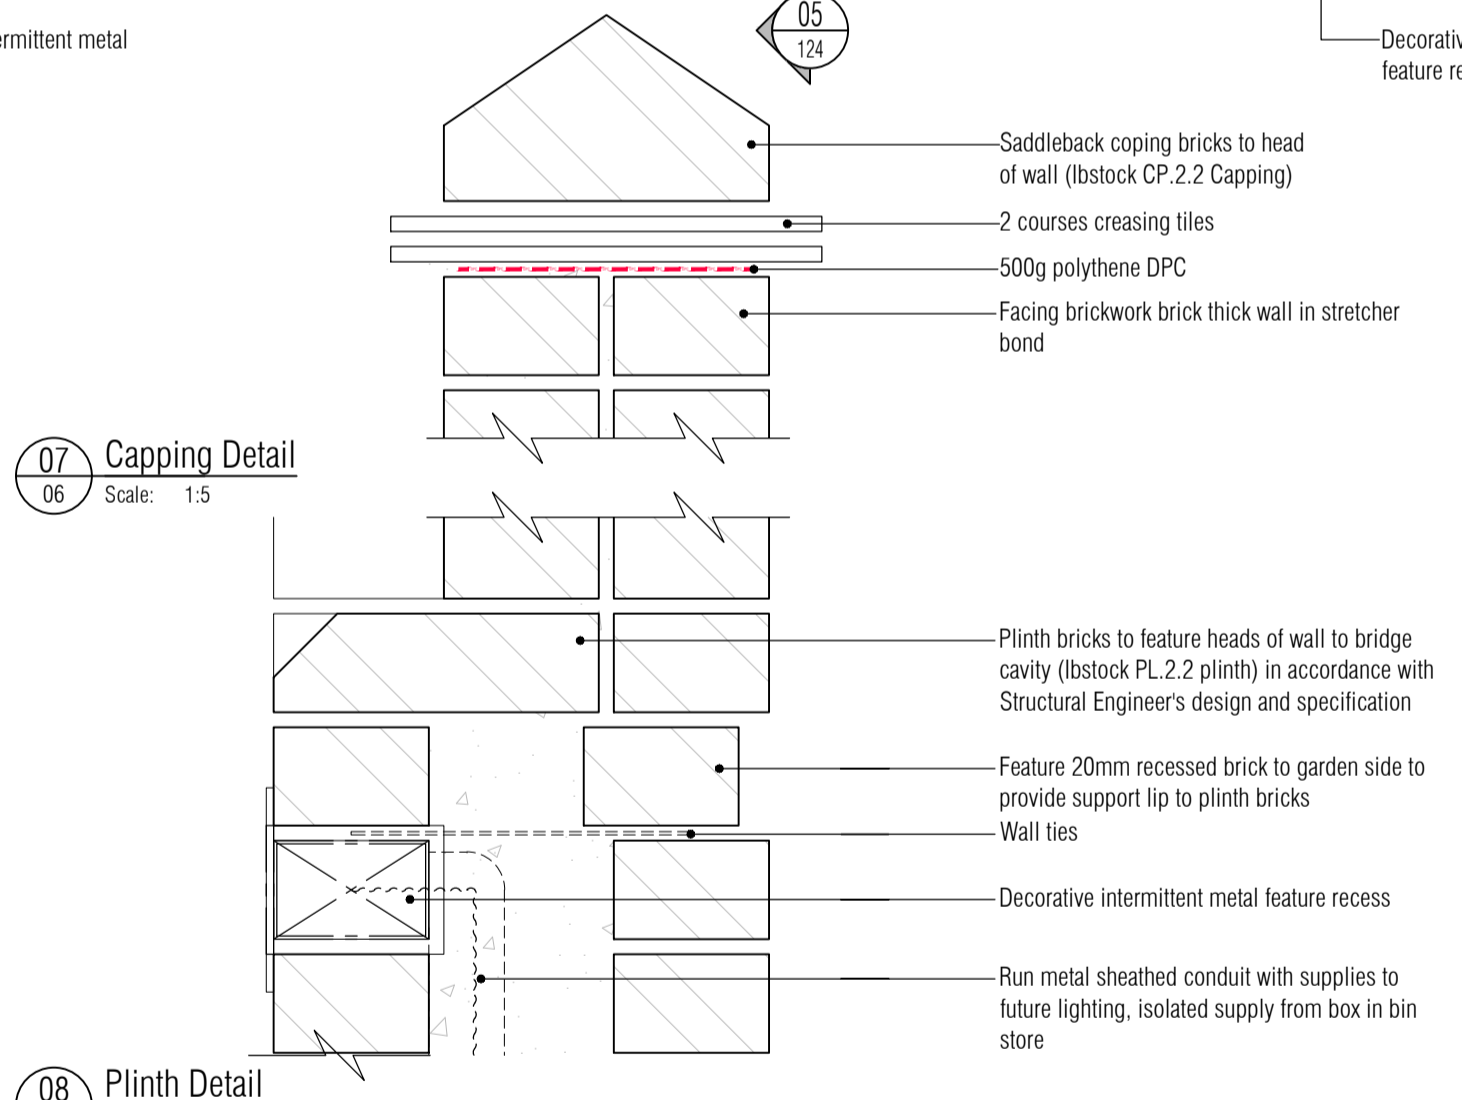 metal
05
124
feature
Saddleback coping bricks to head
of wall (Ibstock CP.2.2 Capping)
2 courses creasing tiles
500g polythene DPC
Facing brickwork brick thick wall in stretcher
bond
07
06
Capping Detail
Scale: 1:5
Plinth bricks to feature heads of wall to bridge
cavity (Ibstock PL.2.2 plinth) in accordance with
Structural Engineer's design and specification
Feature 20mm recessed brick to garden side to
provide support lip to plinth bricks
Wall ties
Decorative intermittent metal feature recess
Run metal sheathed conduit with supplies to
future lighting, isolated supply from box in bin
store
08
Plinth Detail